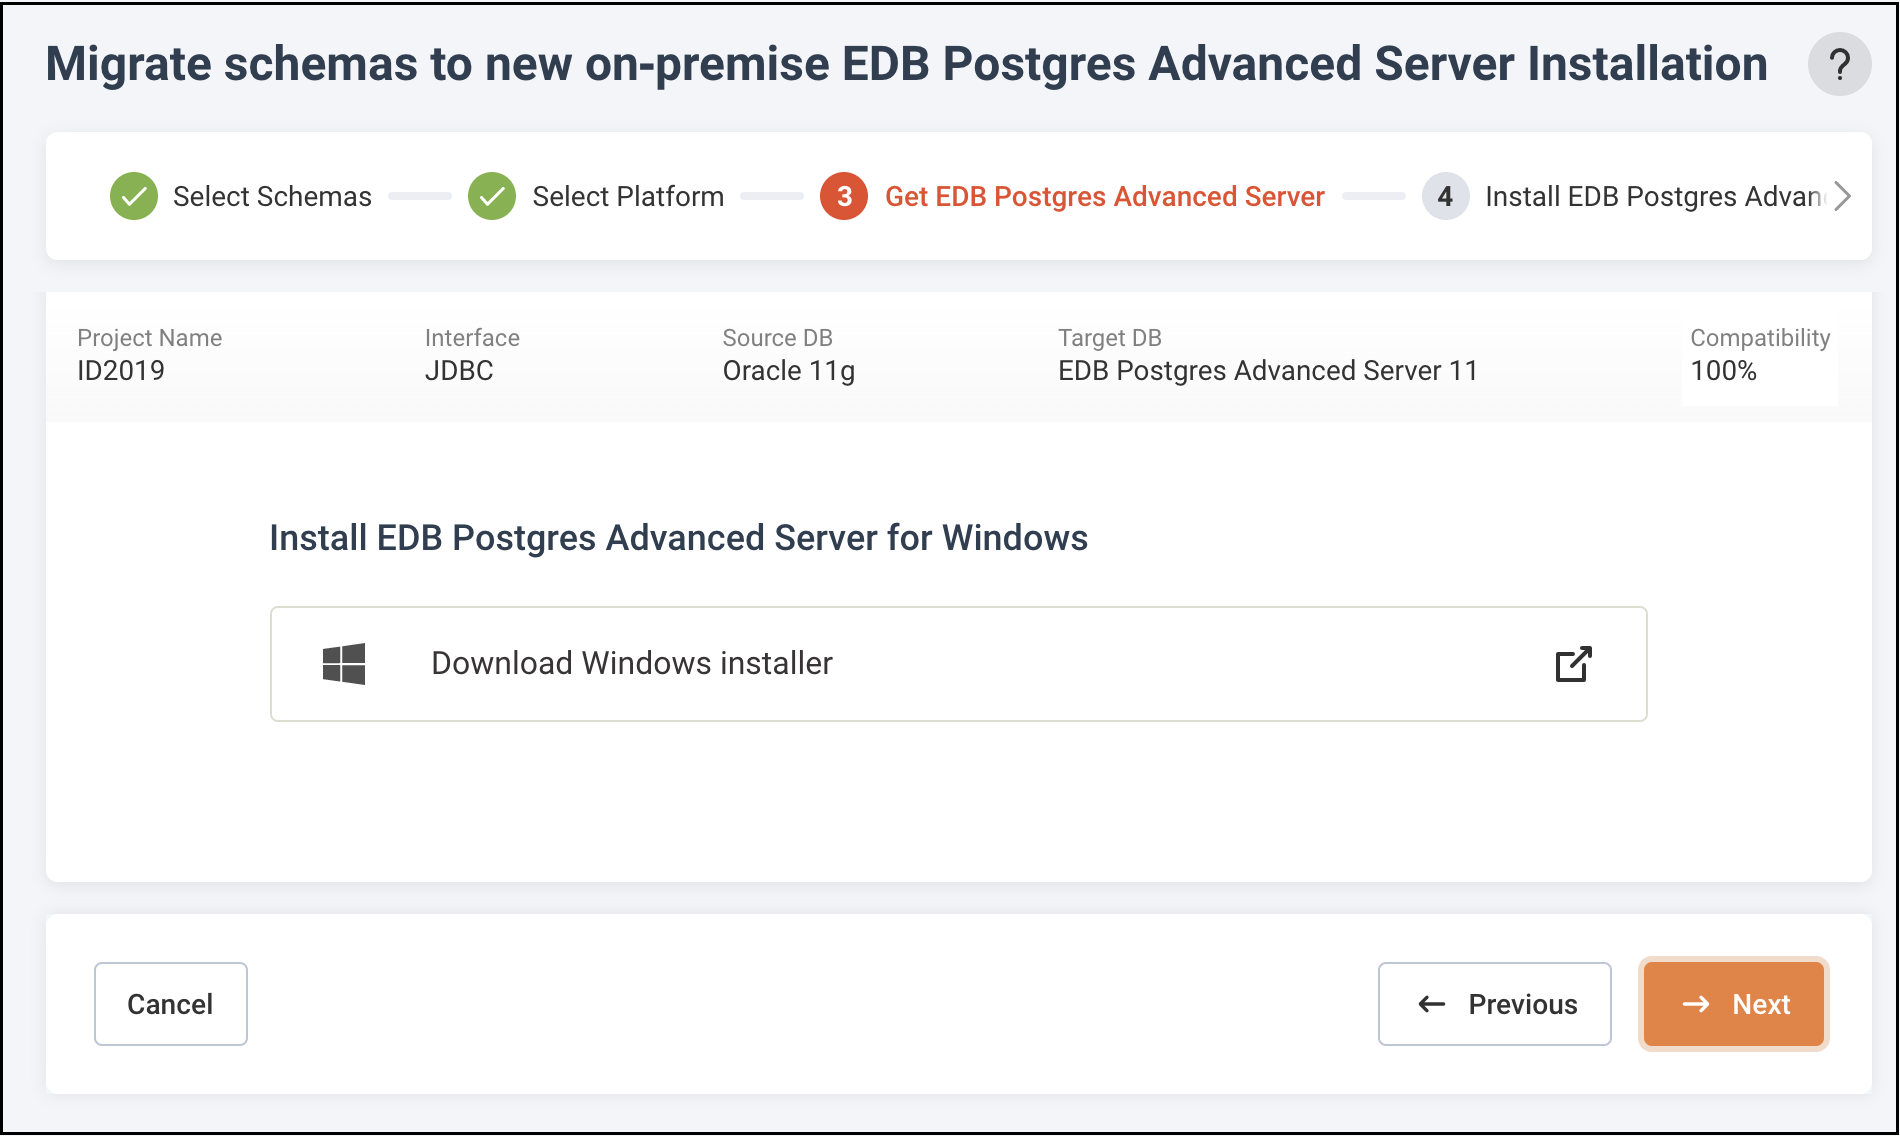 Migrate schemas to new on-premise EDB Postgres Advanced Server Installation ?
Select Schemas Select Platform 3 Get EDB Postgres Advanced Server 4 Install EDB Postgres Advan
Project Name Interface Source DB Target DB Compatibility
ID2019 JDBC Oracle 11g EDB Postgres Advanced Server 11 100%
Install EDB Postgres Advanced Server for Windows
Download Windows installer
Cancel Previous Next